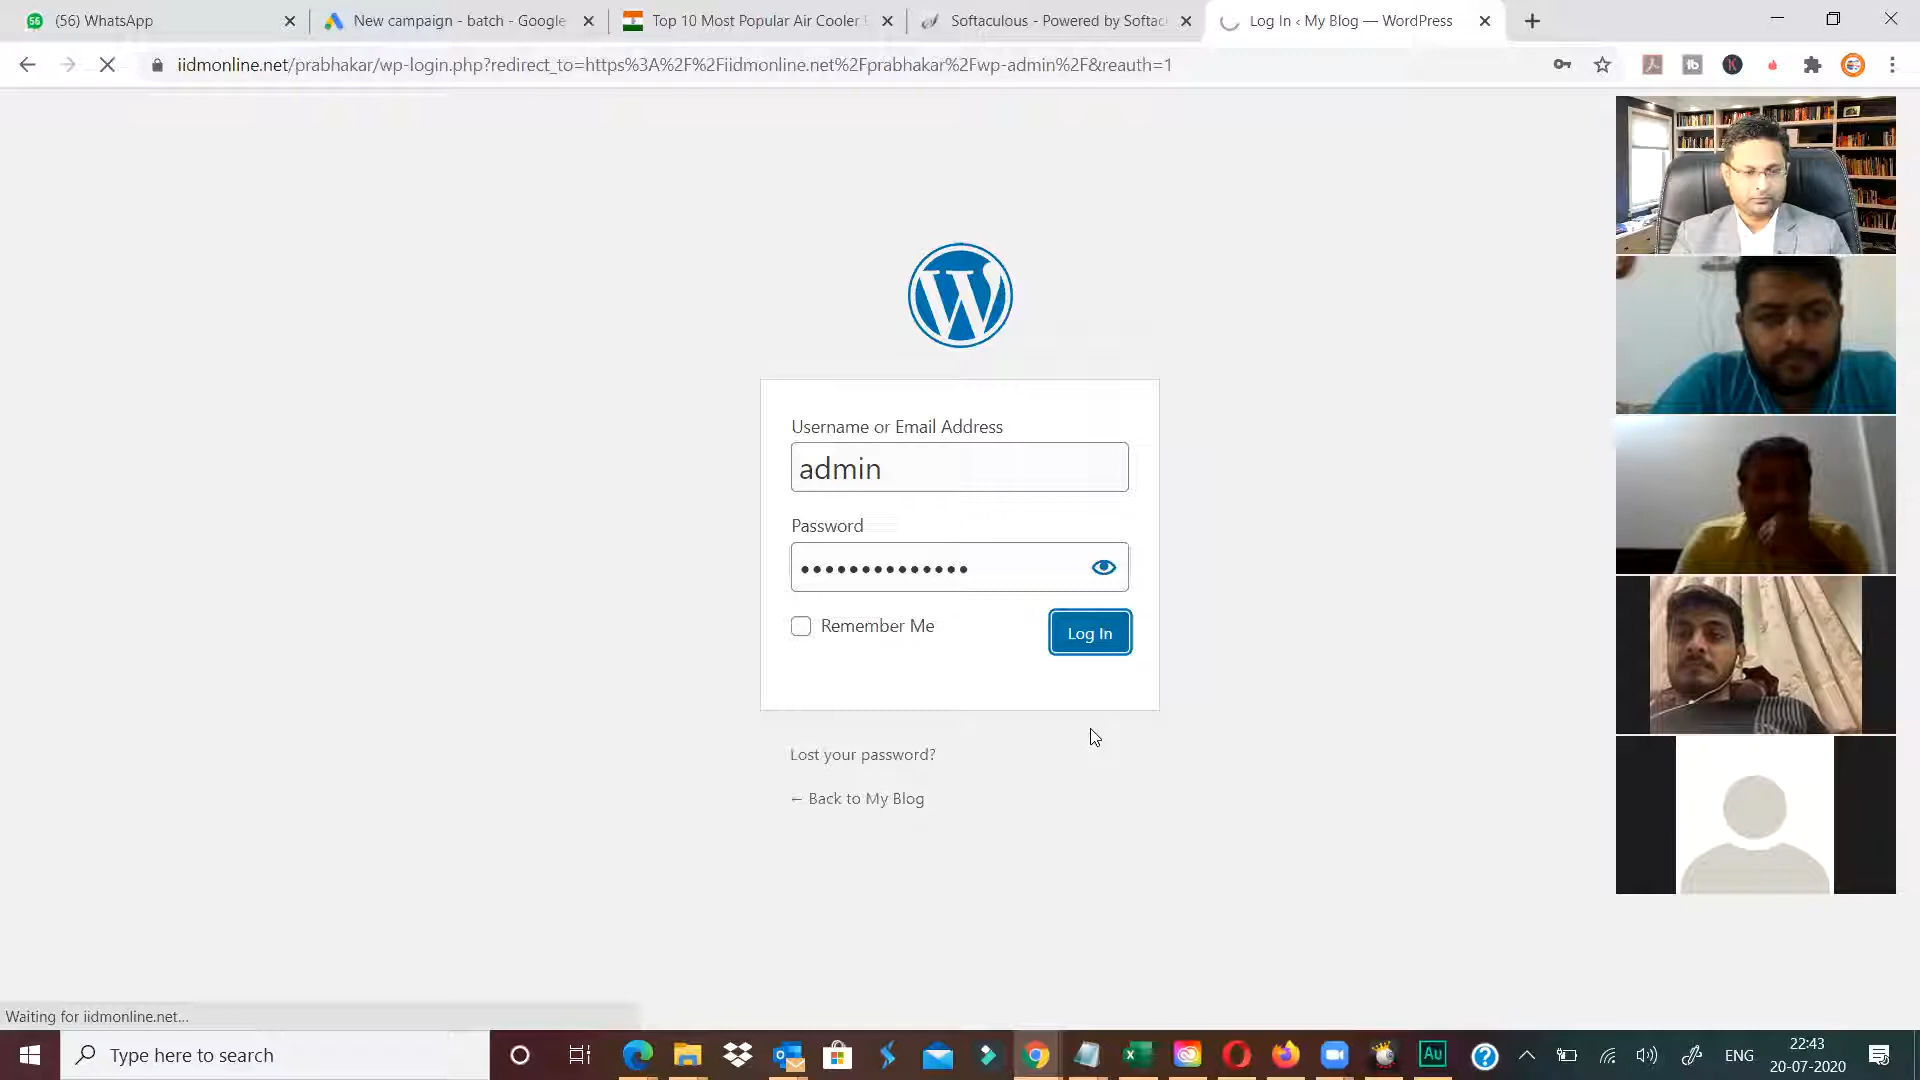 56
(56) WhatsApp
New campaign - batch - Google
Top 10 Most Popular Air Cooler
Softaculous - Powered by Softac
Log In ‹ My Blog — WordPress
iidmonline.net/prabhakar/wp-login.php?redirect_to=https%3A%2F%2Fiidmonline.net%2Fprabhakar%2Fwp-admin%2F&reauth=1
Username or Email Address
admin
Password
Remember Me
Log In
Lost your password?
← Back to My Blog
Waiting for iidmonline.net...
Type here to search
Au
ENG
22:43
20-07-2020